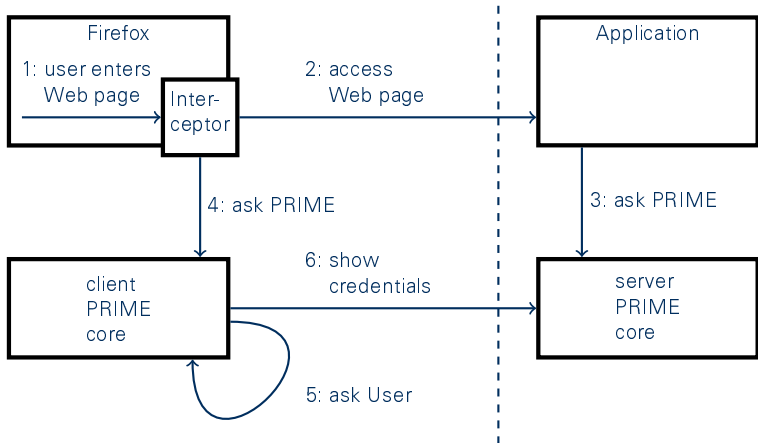 Firefox
1: user enters
Web page
Inter-
ceptor
2: access
Web page
Application
4: ask PRIME
3: ask PRIME
client
PRIME
core
6: show
credentials
server
PRIME
core
5: ask User